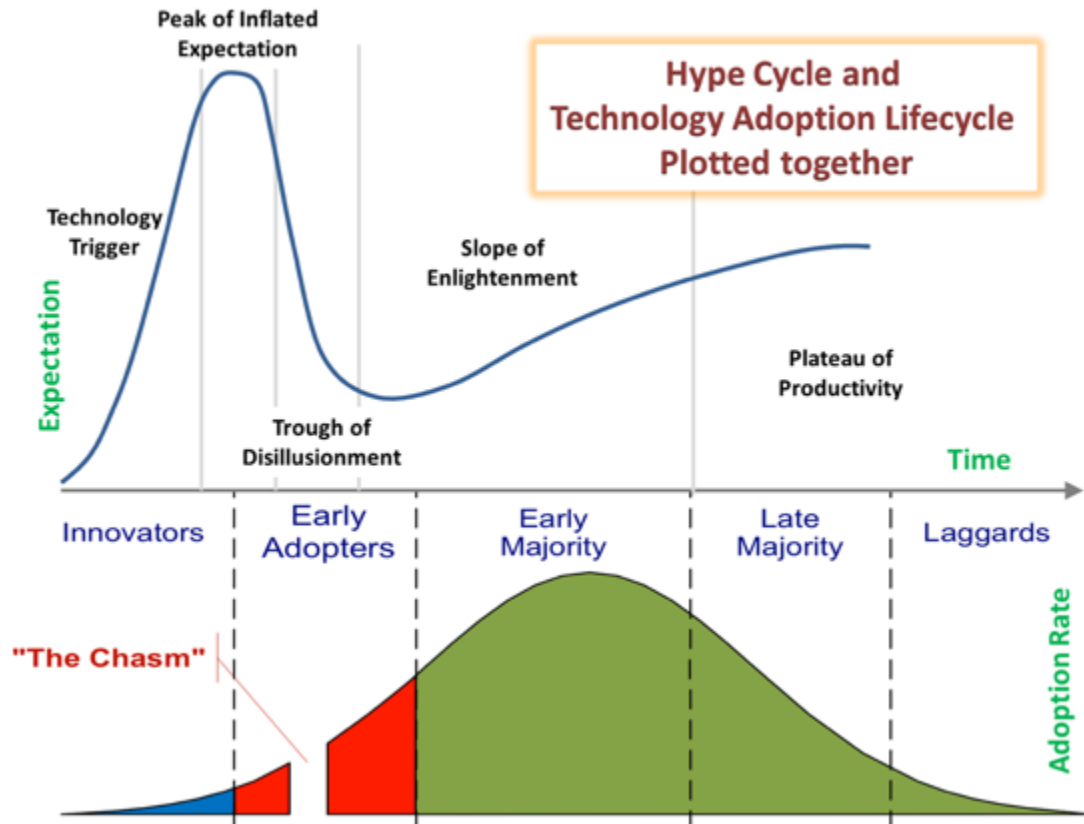 Peak of Inflated
Expectation
Hype Cycle and
Technology Adoption Lifecycle
Plotted together
Technology
Trigger
Slope of
Enlightenment
Expectation
Plateau of
Productivity
Trough of
Disillusionment
Time
Innovators
Early
Adopters
Early
Majority
Late
Majority
Laggards
"The Chasm"
Adoption Rate